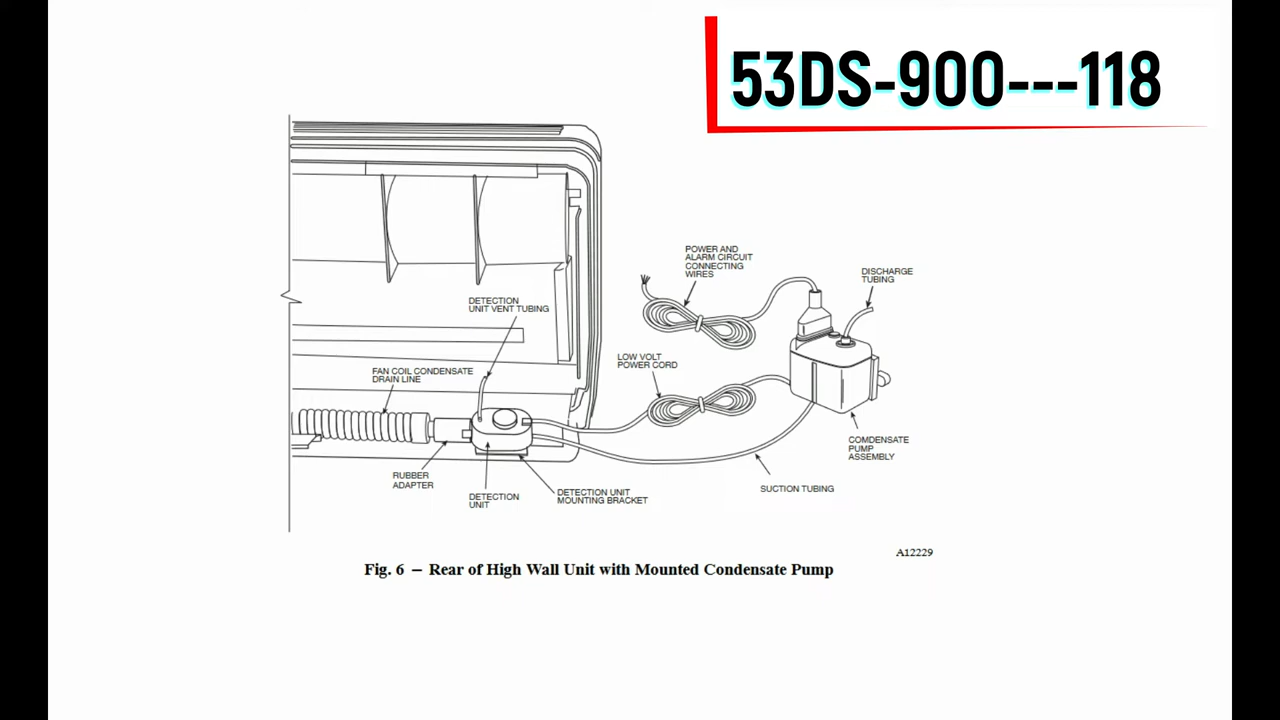 53DS-900---118
POWER AND
ALARM CIRCUIT
CONNECTING
WIRES
DISCHARGE
TUBING
DETECTION
UNIT VENT TUBING
LOW VOLT
POWER CORD
FAN COIL CONDENSATE
DRAIN LINE
COMDENSATE
PUMP
ASSEMBLY
RUBBER
ADAPTER
DETECTION
UNIT
DETECTION UNIT
MOUNTING BRACKET
SUCTION TUBING
A12229
Fig. 6 – Rear of High Wall Unit with Mounted Condensate Pump